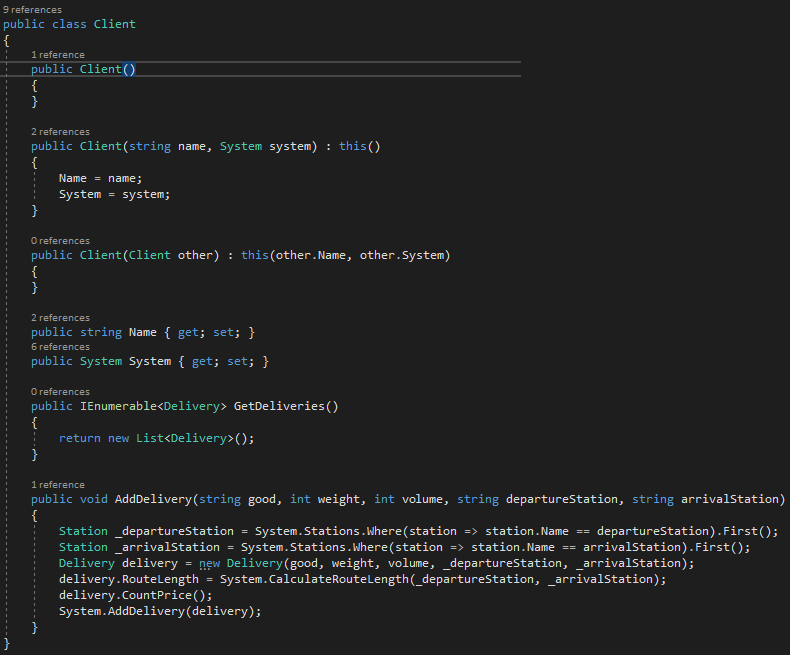 9 references
public class Client
{
    1 reference
    public Client()
    {
    }

    2 references
    public Client(string name, System system) : this()
    {
        Name = name;
        System = system;
    }

    0 references
    public Client(Client other) : this(other.Name, other.System)
    {
    }

    2 references
    public string Name { get; set; }
    6 references
    public System System { get; set; }

    0 references
    public IEnumerable<Delivery> GetDeliveries()
    {
        return new List<Delivery>();
    }

    1 reference
    public void AddDelivery(string good, int weight, int volume, string departureStation, string arrivalStation)
    {
        Station _departureStation = System.Stations.Where(station => station.Name == departureStation).First();
        Station _arrivalStation = System.Stations.Where(station => station.Name == arrivalStation).First();
        Delivery delivery = new Delivery(good, weight, volume, _departureStation, _arrivalStation);
        delivery.RouteLength = System.CalculateRouteLength(_departureStation, _arrivalStation);
        delivery.CountPrice();
        System.AddDelivery(delivery);
    }
}